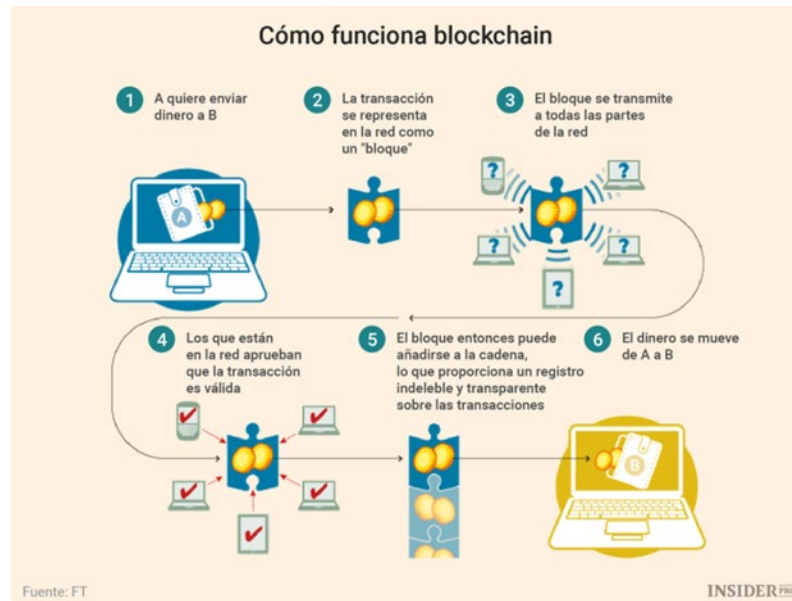 Cómo funciona blockchain
1
A quiere enviar
dinero a B
2
La transacción
se representa
en la red como
un "bloque"
3
El bloque se transmite
a todas las partes
de la red
A
?
?
?
?
?
4
Los que están
en la red aprueban
que la transacción
es válida
5
El bloque entonces puede
añadirse a la cadena,
lo que proporciona un registro
indeleble y transparente
sobre las transacciones
6
El dinero se mueve
de A a B
B
Fuente: FT
INSIDER PRO